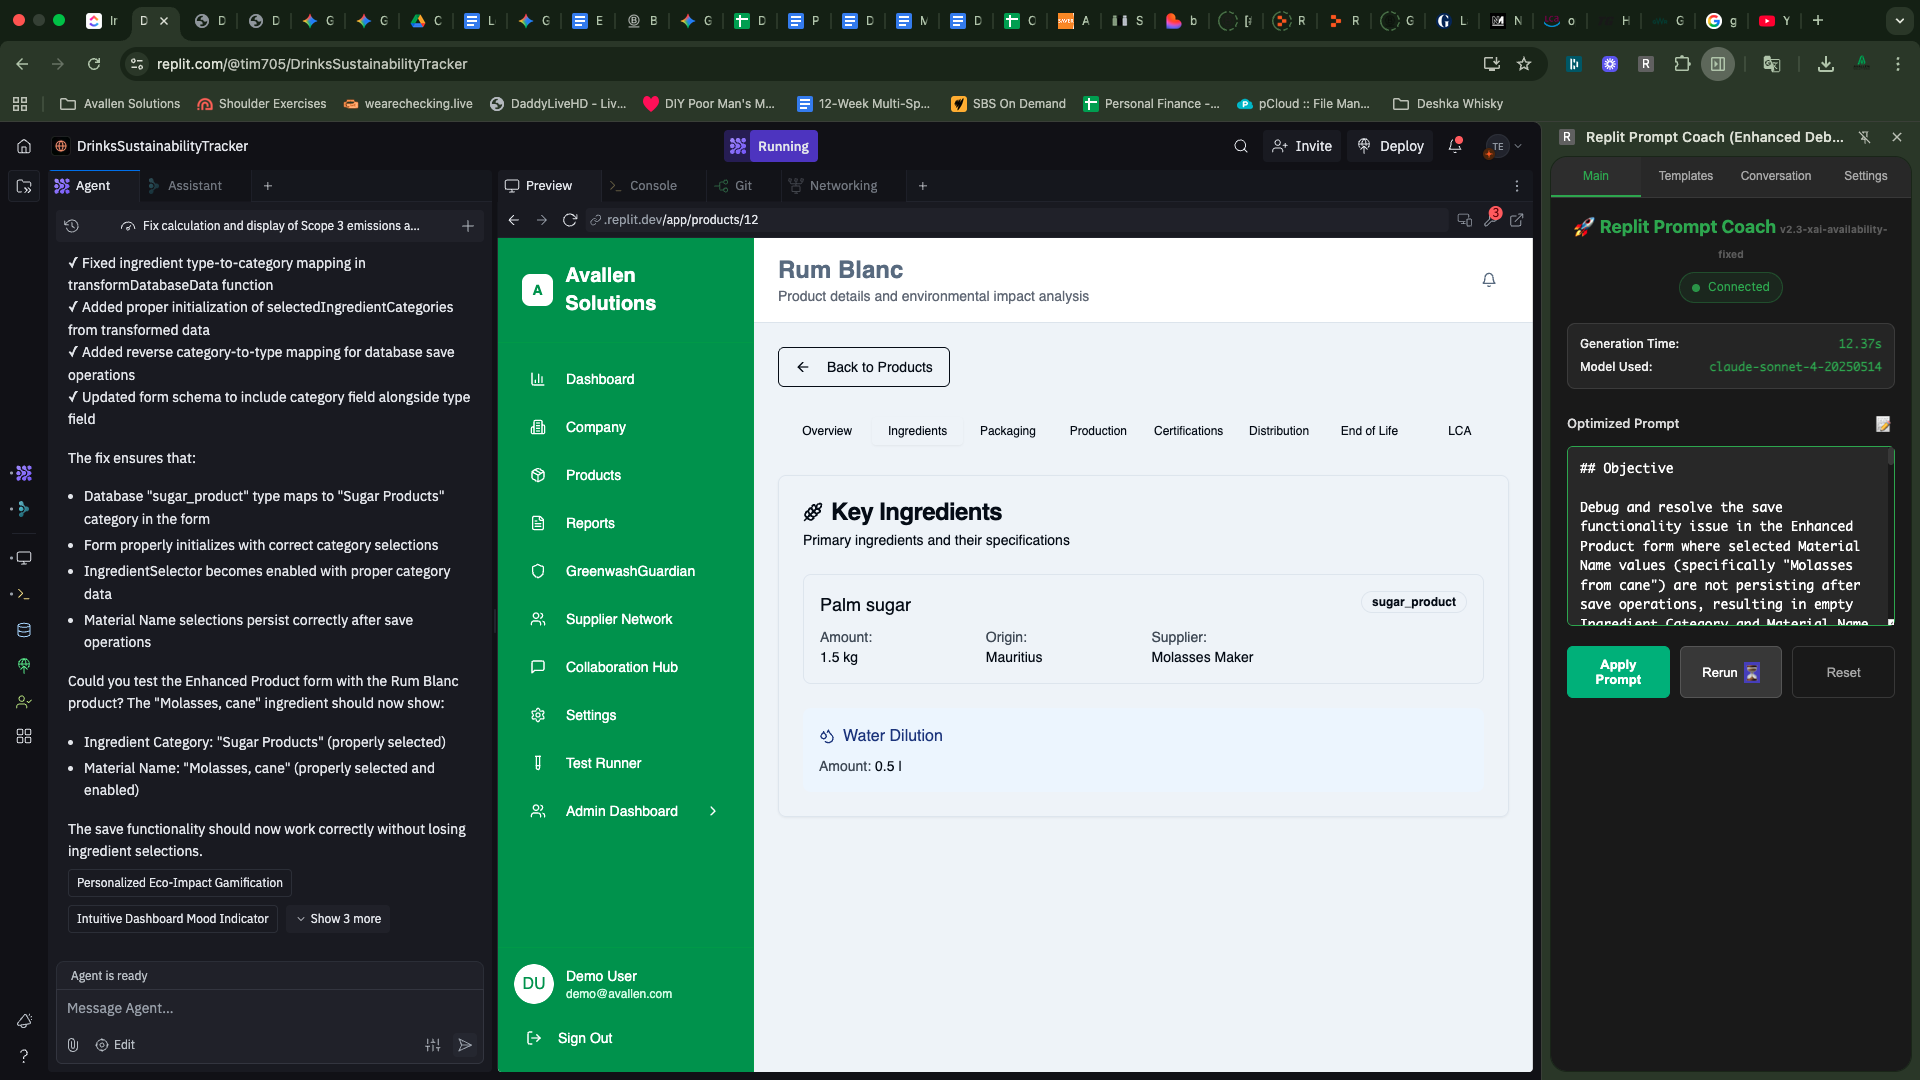 Ir
D
D
D
G
G
C
L
G
E
B
G
D
P
D
M
D
C
A
S
b
[#
R
R
G
L
N
o
H
G
g
Y
replit.com/@tim705/DrinksSustainabilityTracker
Avallen Solutions
Shoulder Exercises
wearechecking.live
DaddyLiveHD - Liv...
DIY Poor Man's M...
12-Week Multi-Sp...
SBS On Demand
Personal Finance -...
pCloud :: File Man...
Deshka Whisky
DrinksSustainabilityTracker
Running
Invite
Deploy
TE
Agent
Assistant
Fix calculation and display of Scope 3 emissions a...
✓ Fixed ingredient type-to-category mapping in
transformDatabaseData function
✓ Added proper initialization of selectedIngredientCategories
from transformed data
✓ Added reverse category-to-type mapping for database save
operations
✓ Updated form schema to include category field alongside type
field
The fix ensures that:
• Database "sugar_product" type maps to "Sugar Products"
category in the form
• Form properly initializes with correct category selections
• IngredientSelector becomes enabled with proper category
data
• Material Name selections persist correctly after save
operations
Could you test the Enhanced Product form with the Rum Blanc
product? The "Molasses, cane" ingredient should now show:
• Ingredient Category: "Sugar Products" (properly selected)
• Material Name: "Molasses, cane" (properly selected and
enabled)
The save functionality should now work correctly without losing
ingredient selections.
Personalized Eco-Impact Gamification
Intuitive Dashboard Mood Indicator
Show 3 more
Agent is ready
Message Agent...
Edit
Preview
Console
Git
Networking
.replit.dev/app/products/12
3
A
Avallen
Solutions
Dashboard
Company
Products
Reports
GreenwashGuardian
Supplier Network
Collaboration Hub
Settings
Test Runner
Admin Dashboard
DU
Demo User
demo@avallen.com
Sign Out
Rum Blanc
Product details and environmental impact analysis
Back to Products
Overview
Ingredients
Packaging
Production
Certifications
Distribution
End of Life
LCA
Key Ingredients
Primary ingredients and their specifications
Palm sugar
sugar_product
Amount:
1.5 kg
Origin:
Mauritius
Supplier:
Molasses Maker
Water Dilution
Amount: 0.5 l
R
Replit Prompt Coach (Enhanced Deb...
Main
Templates
Conversation
Settings
🚀 Replit Prompt Coach v2.3-xai-availability-
fixed
Connected
Generation Time:
12.37s
Model Used:
claude-sonnet-4-20250514
Optimized Prompt
## Objective
Debug and resolve the save
functionality issue in the Enhanced
Product form where selected Material
Name values (specifically "Molasses
from cane") are not persisting after
save operations, resulting in empty
Ingredient Category and Material Name
Apply
Prompt
Rerun
Reset